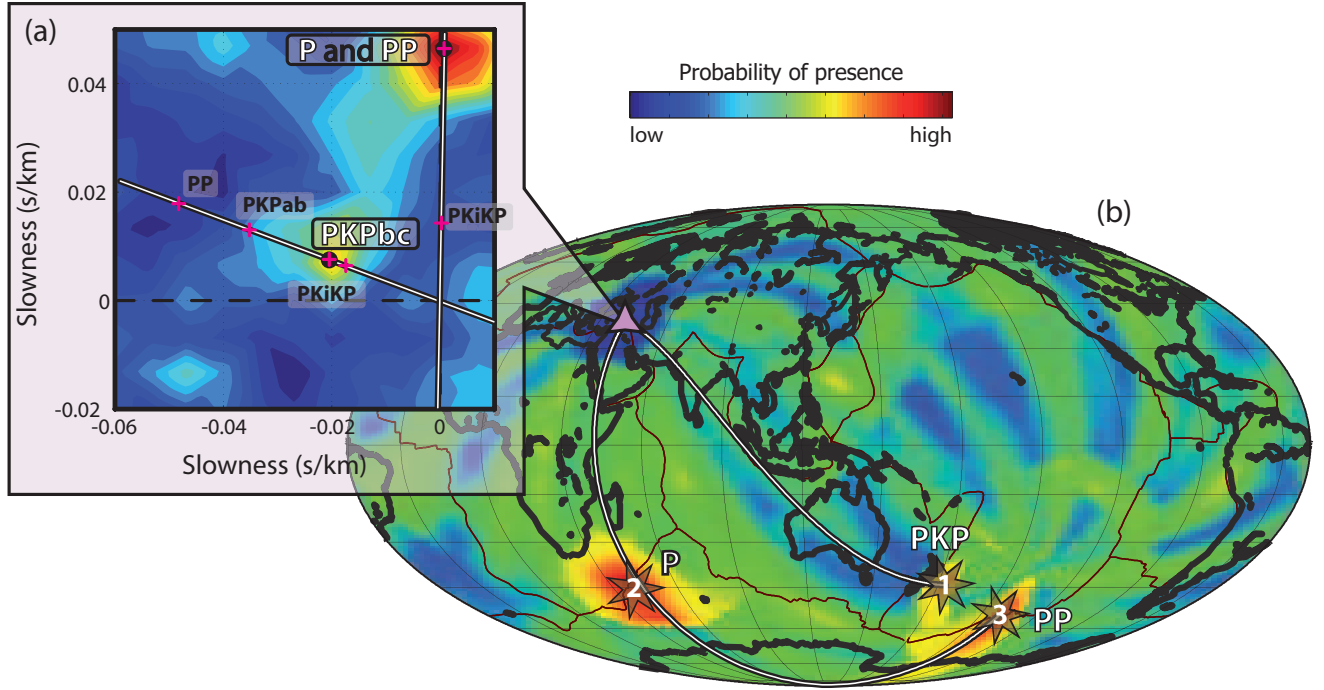 (a)
P and PP
0.04
0.02
0
-0.02
Slowness (s/km)
PP
PKPab
PKiKP
PKPbc
PKiKP
-0.06
-0.04
-0.02
0
Slowness (s/km)
Probability of presence
low
high
(b)
PKP
1
P
2
3
PP